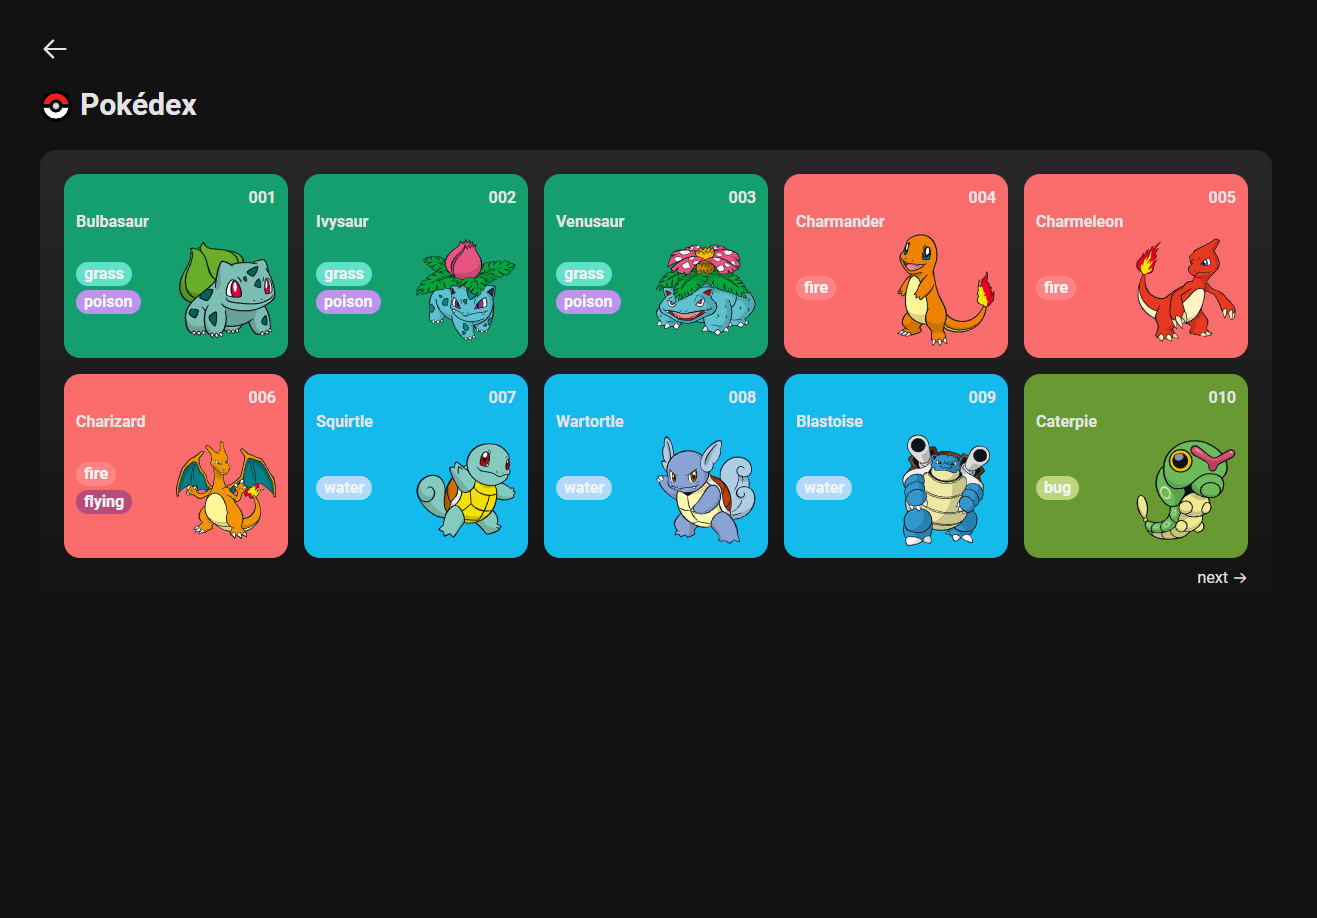 Pokédex
001
Bulbasaur
grass
poison
002
Ivysaur
grass
poison
003
Venusaur
grass
poison
004
Charmander
fire
005
Charmeleon
fire
006
Charizard
fire
flying
007
Squirtle
water
008
Wartortle
water
009
Blastoise
water
010
Caterpie
bug
next →